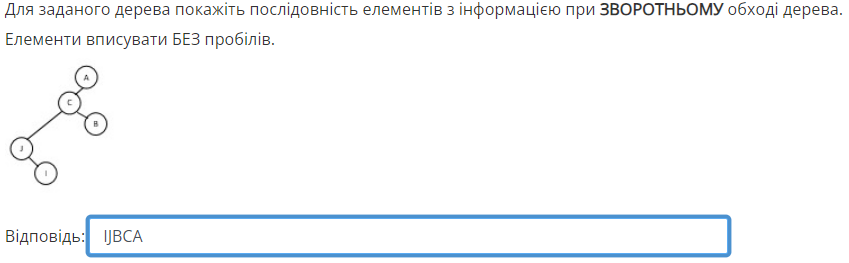 Для заданого дерева покажіть послідовність елементів з інформацією при ЗВОРОТНЬОМУ обході дерева.
Елементи вписувати БЕЗ пробілів.
A
C
B
J
I
Відповідь: IJBCA